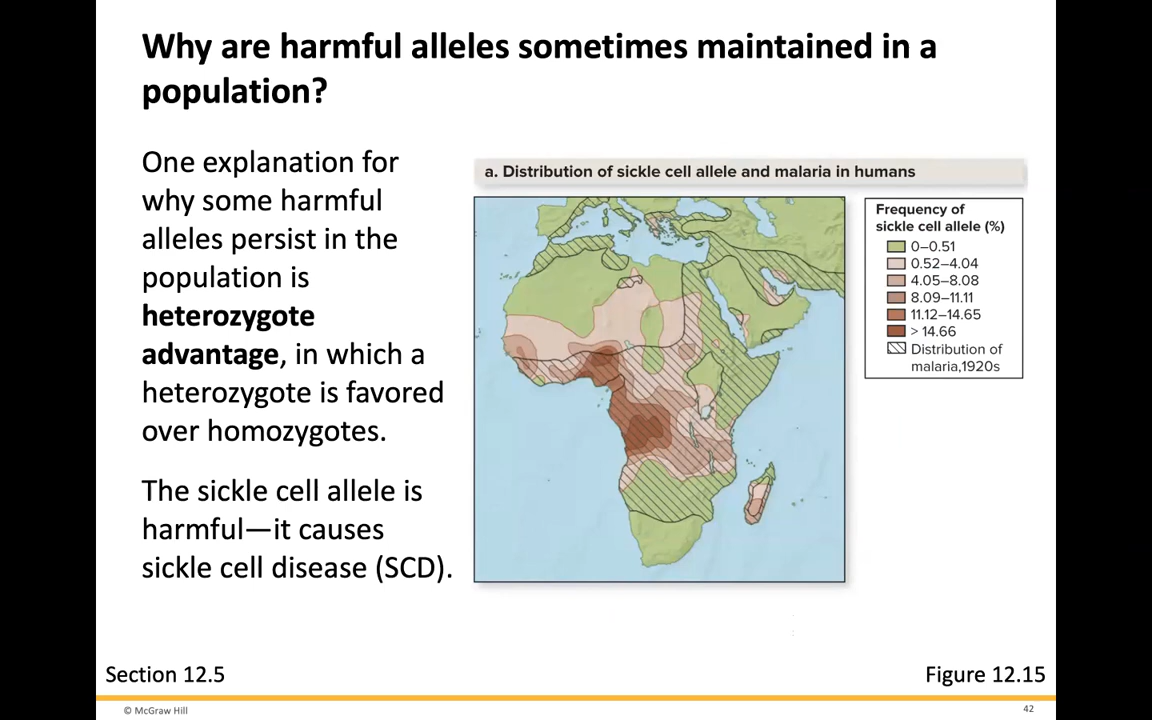 Why are harmful alleles sometimes maintained in a
population?
One explanation for
why some harmful
alleles persist in the
population is
heterozygote
advantage, in which a
heterozygote is favored
over homozygotes.
The sickle cell allele is
harmful—it causes
sickle cell disease (SCD).
a. Distribution of sickle cell allele and malaria in humans
Frequency of
sickle cell allele (%)
0–0.51
0.52–4.04
4.05–8.08
8.09–11.11
11.12–14.65
> 14.66
Distribution of
malaria,1920s
Section 12.5
Figure 12.15
© McGraw Hill
42